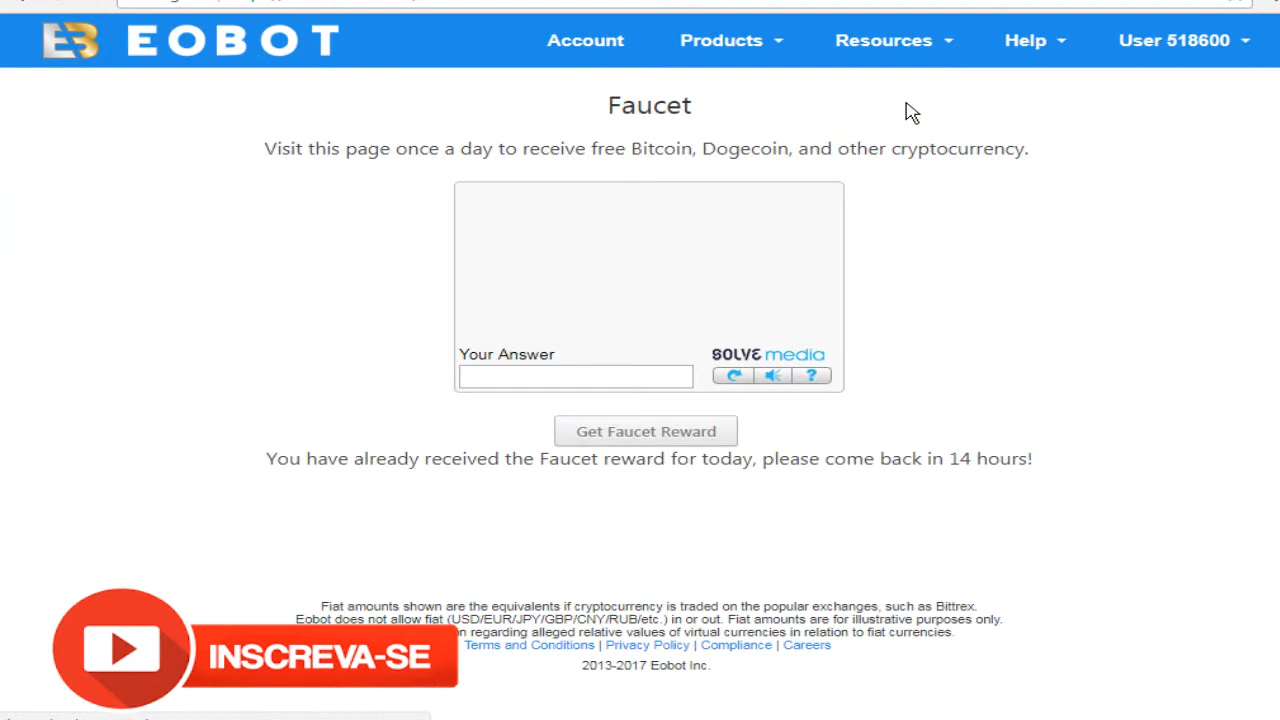 EOBOT
Account Products Resources Help User 518600
Faucet
Visit this page once a day to receive free Bitcoin, Dogecoin, and other cryptocurrency.
Your Answer
SOLVE media
?
Get Faucet Reward
You have already received the Faucet reward for today, please come back in 14 hours!
Fiat amounts shown are the equivalents if cryptocurrency is traded on the popular exchanges, such as Bittrex.
Eobot does not allow fiat (USD/EUR/JPY/GBP/CNY/RUB/etc.) in or out. Fiat amounts are for illustrative purposes only.
regarding alleged relative values of virtual currencies in relation to fiat currencies.
Terms and Conditions | Privacy Policy | Compliance | Careers
2013-2017 Eobot Inc.
INSCREVA-SE